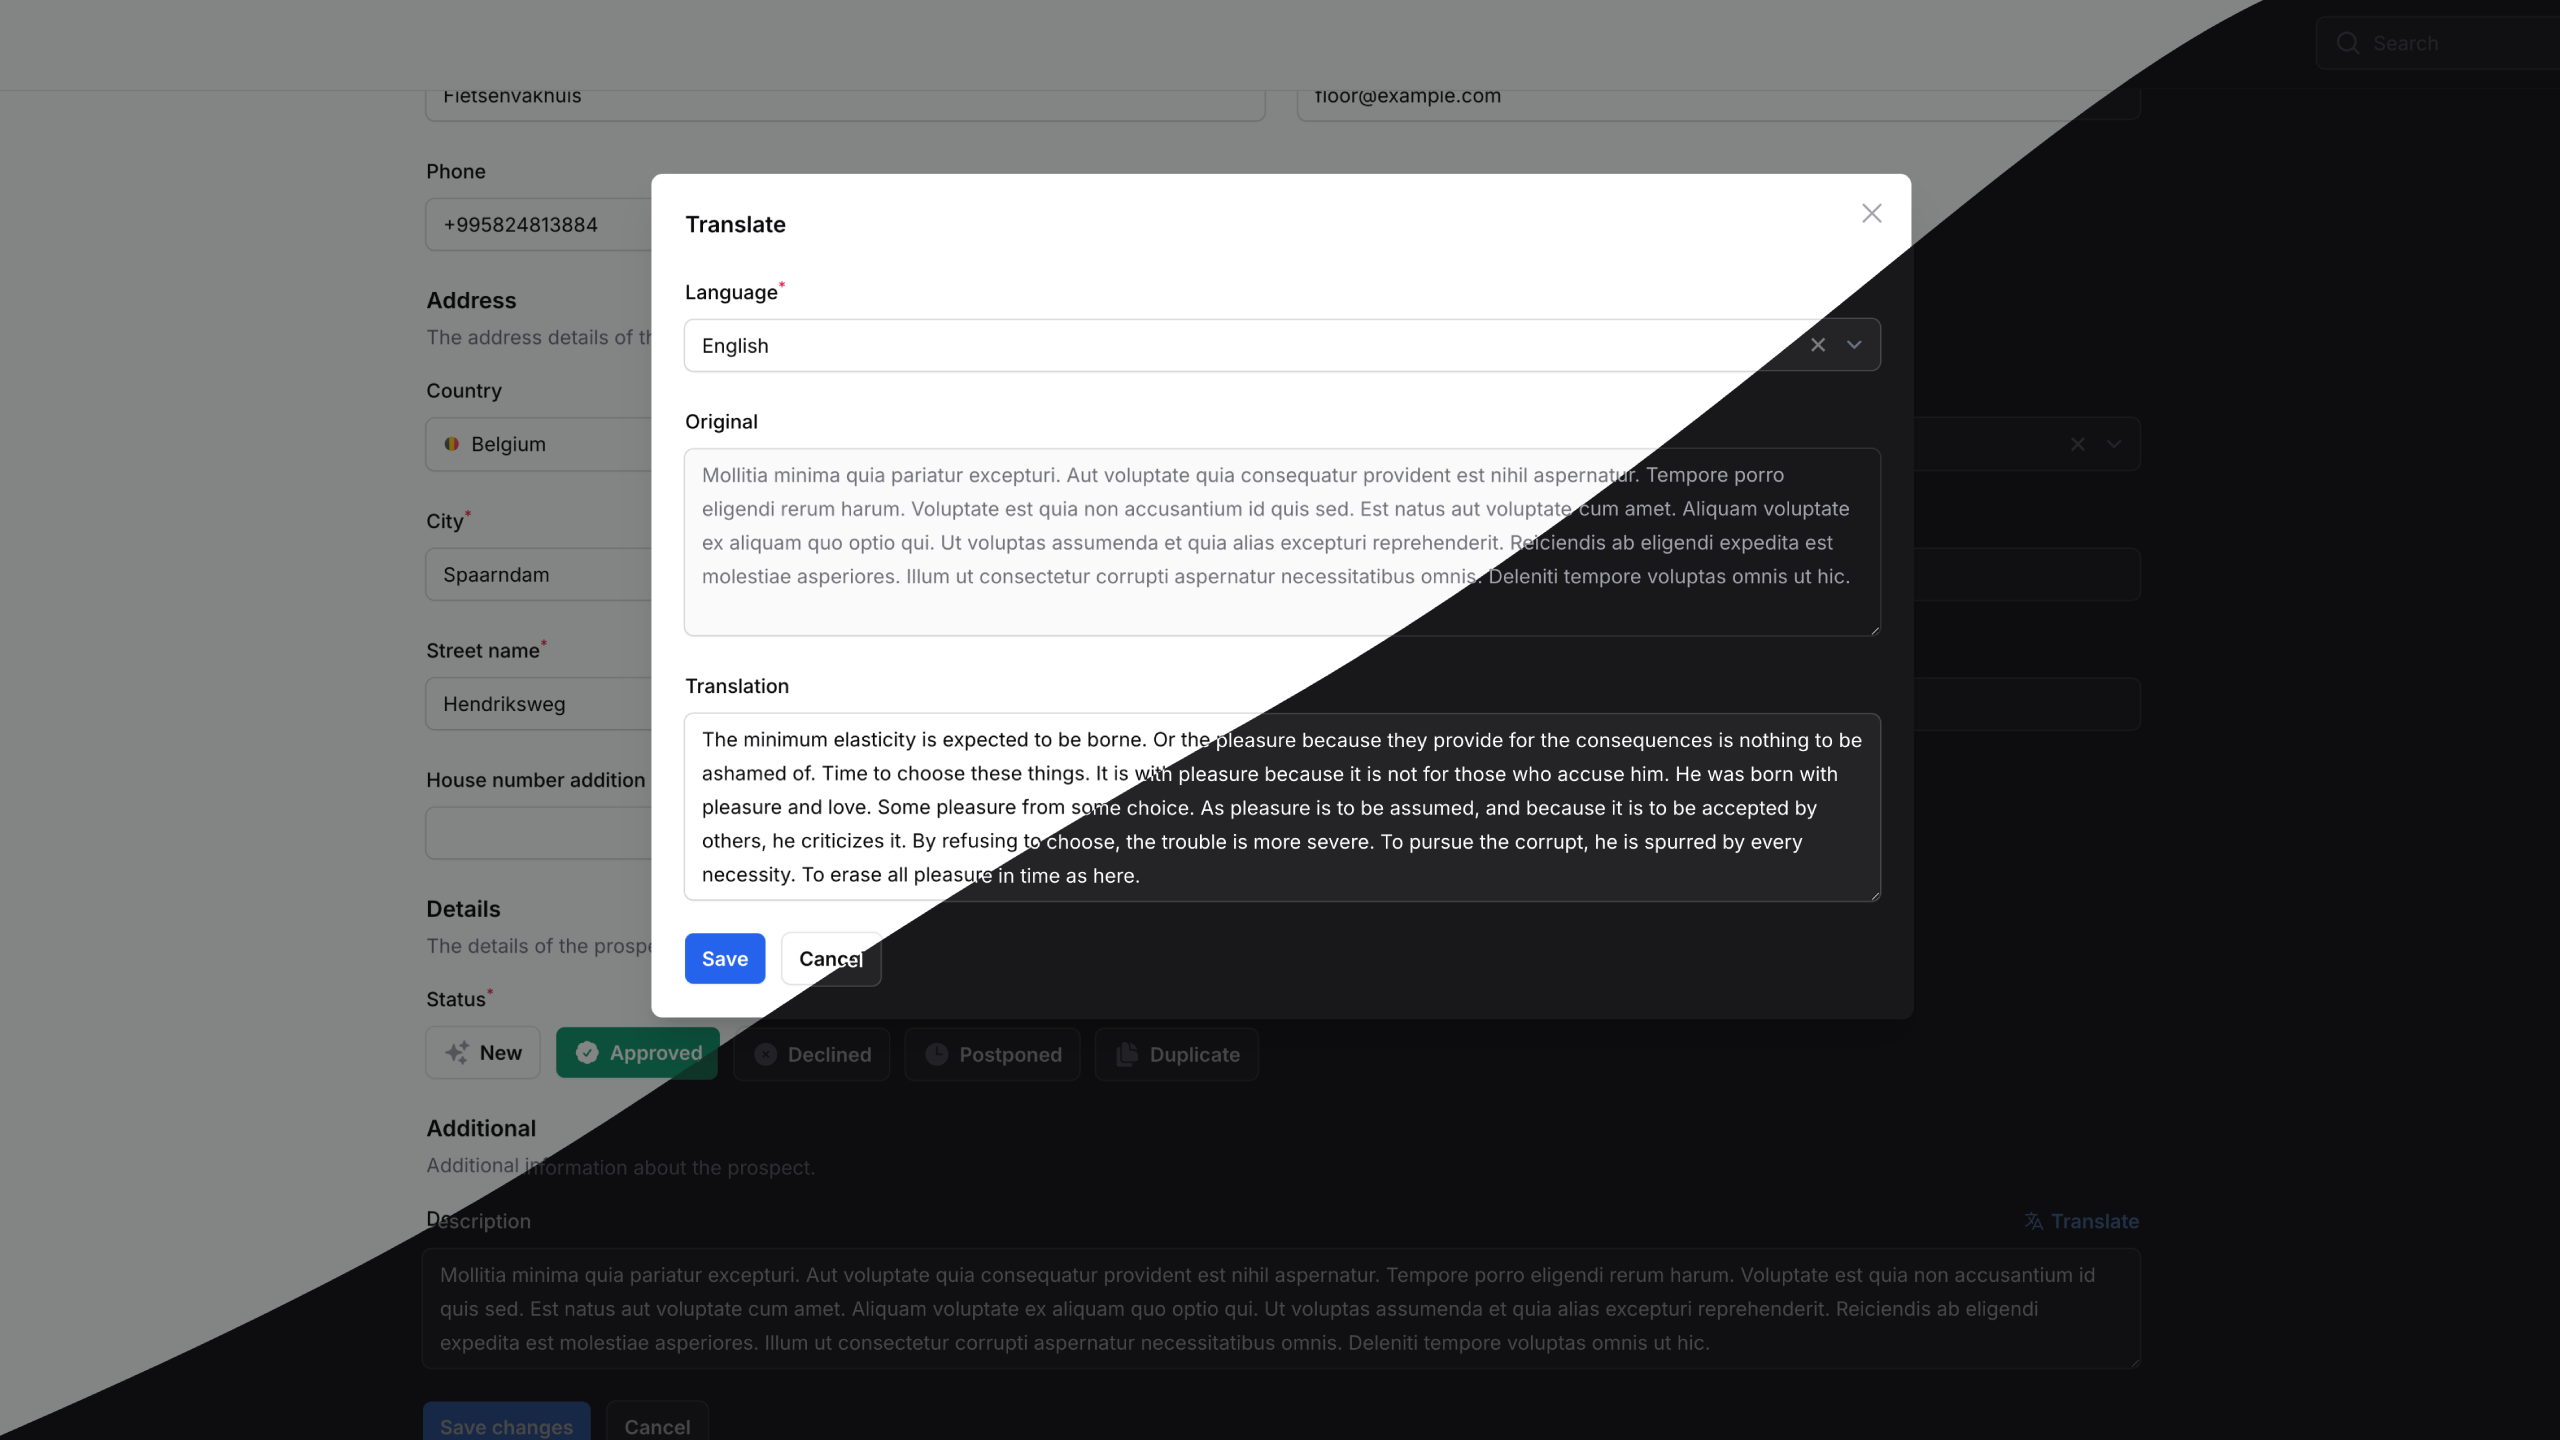 Search
Fietsenvakhuis
floor@example.com
Phone
+995824813884
Address
The address details of th
Country
Belgium
City*
Spaarndam
Street name*
Hendriksweg
House number addition
Details
The details of the prospe
Status*
New
Approved
Declined
Postponed
Duplicate
Additional
Additional information about the prospect.
Description
Translate
Mollitia minima quia pariatur excepturi. Aut voluptate quia consequatur provident est nihil aspernatur. Tempore porro eligendi rerum harum. Voluptate est quia non accusantium id
quis sed. Est natus aut voluptate cum amet. Aliquam voluptate ex aliquam quo optio qui. Ut voluptas assumenda et quia alias excepturi reprehenderit. Reiciendis ab eligendi
expedita est molestiae asperiores. Illum ut consectetur corrupti aspernatur necessitatibus omnis. Deleniti tempore voluptas omnis ut hic.
Save changes
Cancel
Translate
Language*
English
Original
Mollitia minima quia pariatur excepturi. Aut voluptate quia consequatur provident est nihil aspernatur. Tempore porro
eligendi rerum harum. Voluptate est quia non accusantium id quis sed. Est natus aut voluptate cum amet. Aliquam voluptate
ex aliquam quo optio qui. Ut voluptas assumenda et quia alias excepturi reprehenderit. Reiciendis ab eligendi expedita est
molestiae asperiores. Illum ut consectetur corrupti aspernatur necessitatibus omnis. Deleniti tempore voluptas omnis ut hic.
Translation
The minimum elasticity is expected to be borne. Or the pleasure because they provide for the consequences is nothing to be
ashamed of. Time to choose these things. It is with pleasure because it is not for those who accuse him. He was born with
pleasure and love. Some pleasure from some choice. As pleasure is to be assumed, and because it is to be accepted by
others, he criticizes it. By refusing to choose, the trouble is more severe. To pursue the corrupt, he is spurred by every
necessity. To erase all pleasure in time as here.
Save
Cancel